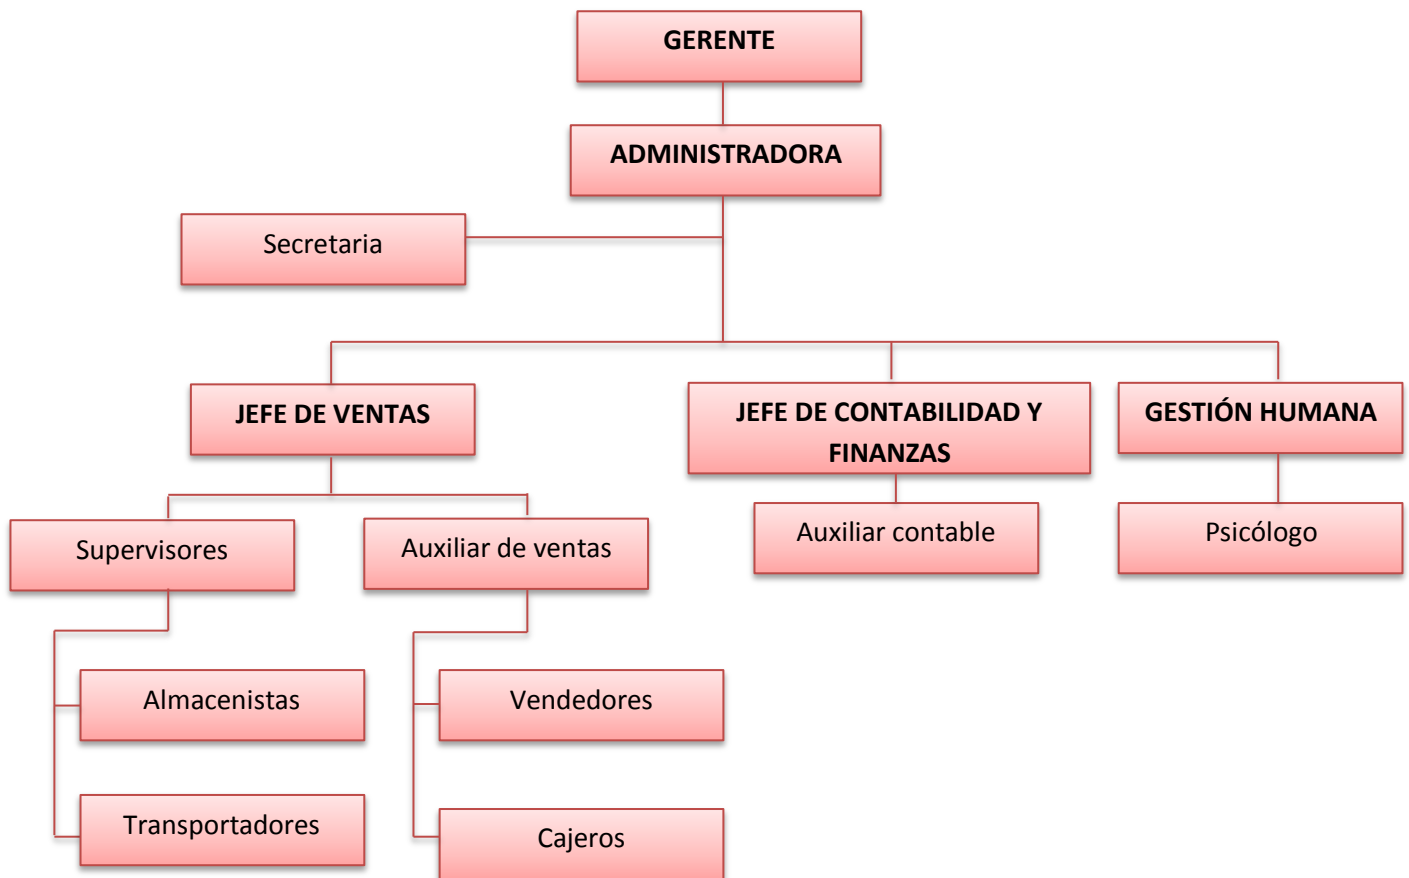 GERENTE
ADMINISTRADORA
Secretaria
JEFE DE VENTAS
JEFE DE CONTABILIDAD Y
FINANZAS
GESTIÓN HUMANA
Supervisores
Auxiliar de ventas
Auxiliar contable
Psicólogo
Almacenistas
Vendedores
Transportadores
Cajeros